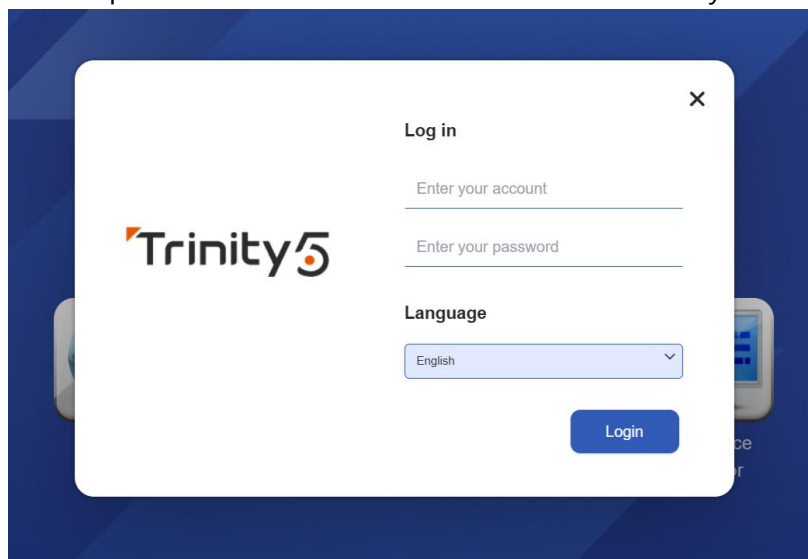 Log in
Enter your account
Trinity5
Enter your password
Language
English
Login